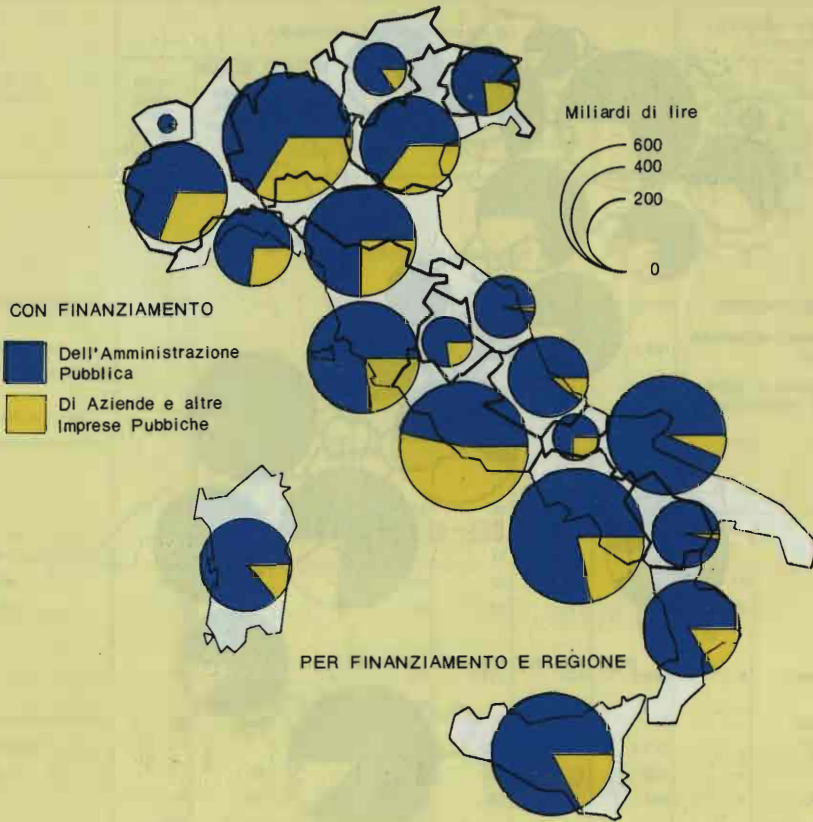 Miliardi di lire
600
400
200
0
CON FINANZIAMENTO
Dell'Amministrazione
Pubblica
Di Aziende e altre
Imprese Pubbiche
PER FINANZIAMENTO E REGIONE